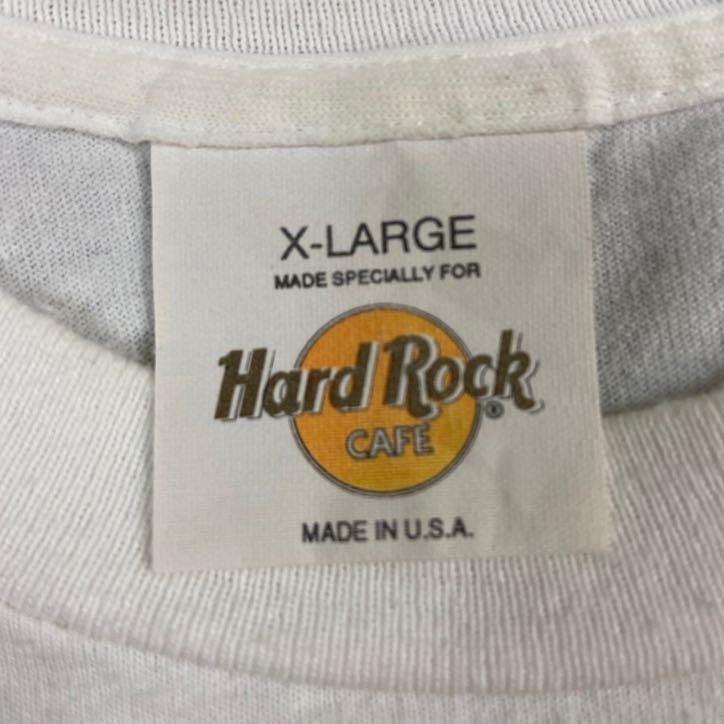 X-LARGE
MADE SPECIALLY FOR
Hard Rock
®
CAFE
MADE IN U.S.A.